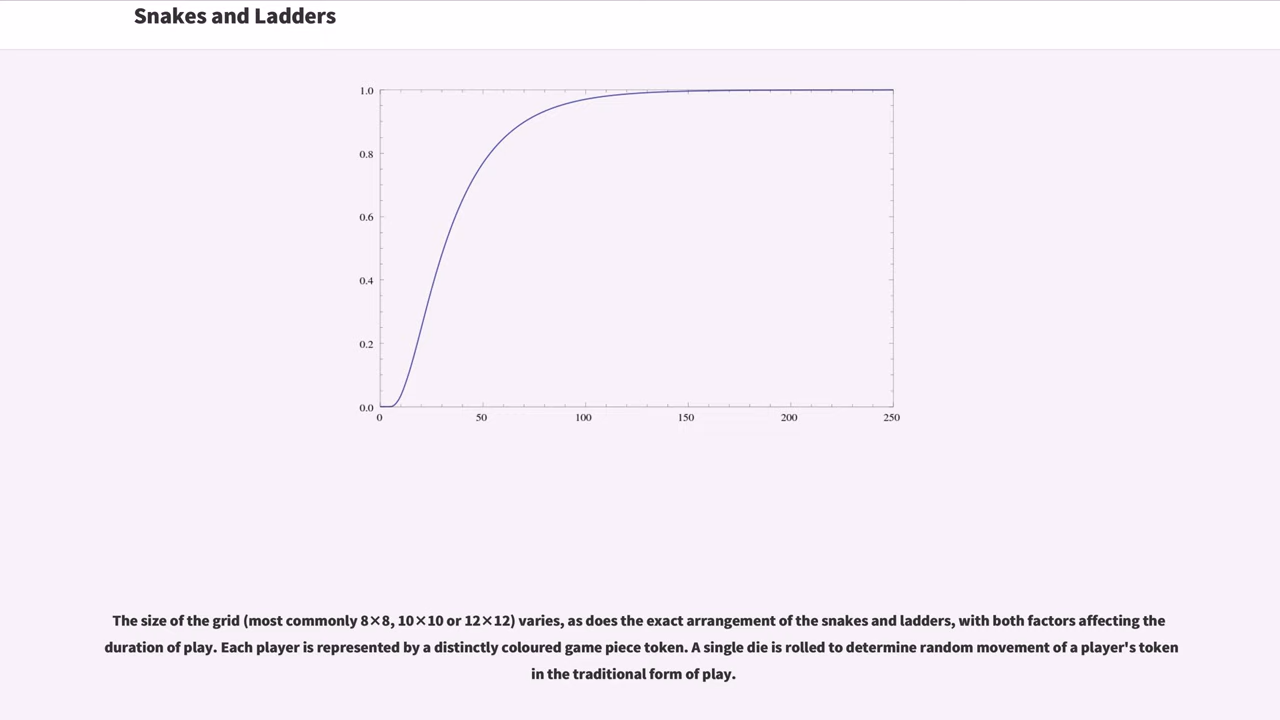 Snakes and Ladders
1.0
0.8
0.6
0.4
0.2
0.0
0 50 100 150 200 250
The size of the grid (most commonly 8×8, 10×10 or 12×12) varies, as does the exact arrangement of the snakes and ladders, with both factors affecting the
duration of play. Each player is represented by a distinctly coloured game piece token. A single die is rolled to determine random movement of a player's token
in the traditional form of play.